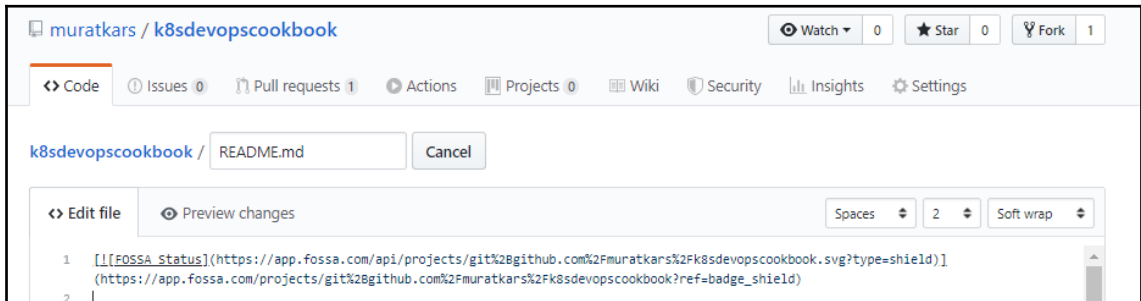 muratkars / k8sdevopscookbook Watch 0 Star 0 Fork 1
<> Code Issues 0 Pull requests 1 Actions Projects 0 Wiki Security Insights Settings
k8sdevopscookbook / README.md Cancel
<> Edit file Preview changes Spaces 2 Soft wrap
1 [![FOSSA Status](https://app.fossa.com/api/projects/git%2Bgithub.com%2Fmuratkars%2Fk8sdevopscookbook.svg?type=shield)]
(https://app.fossa.com/projects/git%2Bgithub.com%2Fmuratkars%2Fk8sdevopscookbook?ref=badge_shield)
2